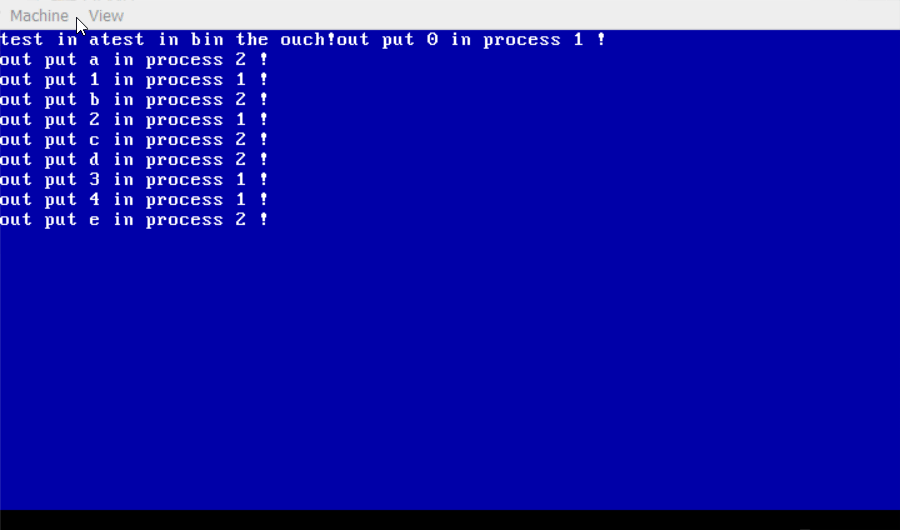 Machine View
test in atest in bin the ouch!out put 0 in process 1 !
out put a in process 2 !
out put 1 in process 1 !
out put b in process 2 !
out put 2 in process 1 !
out put c in process 2 !
out put d in process 2 !
out put 3 in process 1 !
out put 4 in process 1 !
out put e in process 2 !